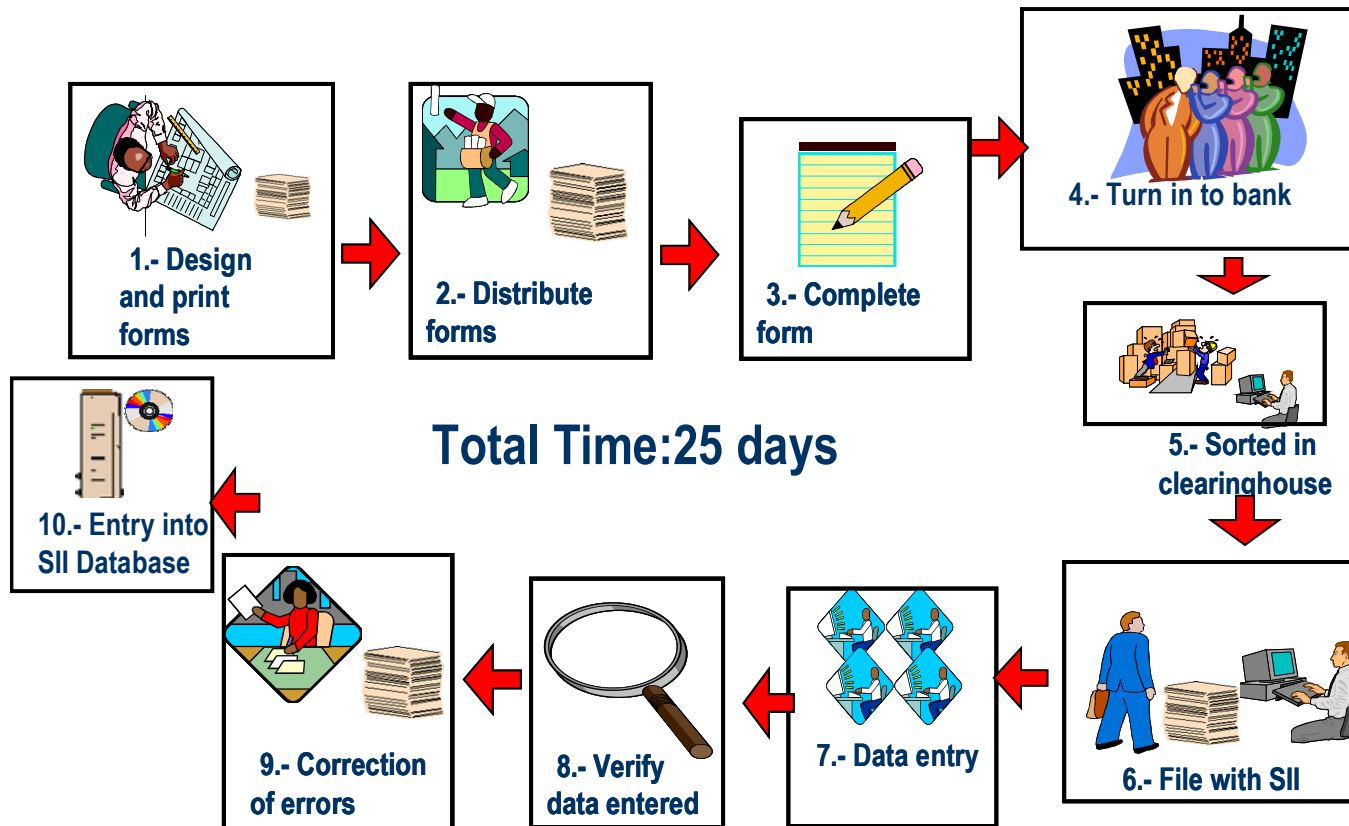 1.- Design
and print
forms
2.- Distribute
forms
3.- Complete
form
4.- Turn in to bank
5.- Sorted in
clearinghouse
6.- File with SII
7.- Data entry
8.- Verify
data entered
9.- Correction
of errors
10.- Entry into
SII Database
Total Time:25 days